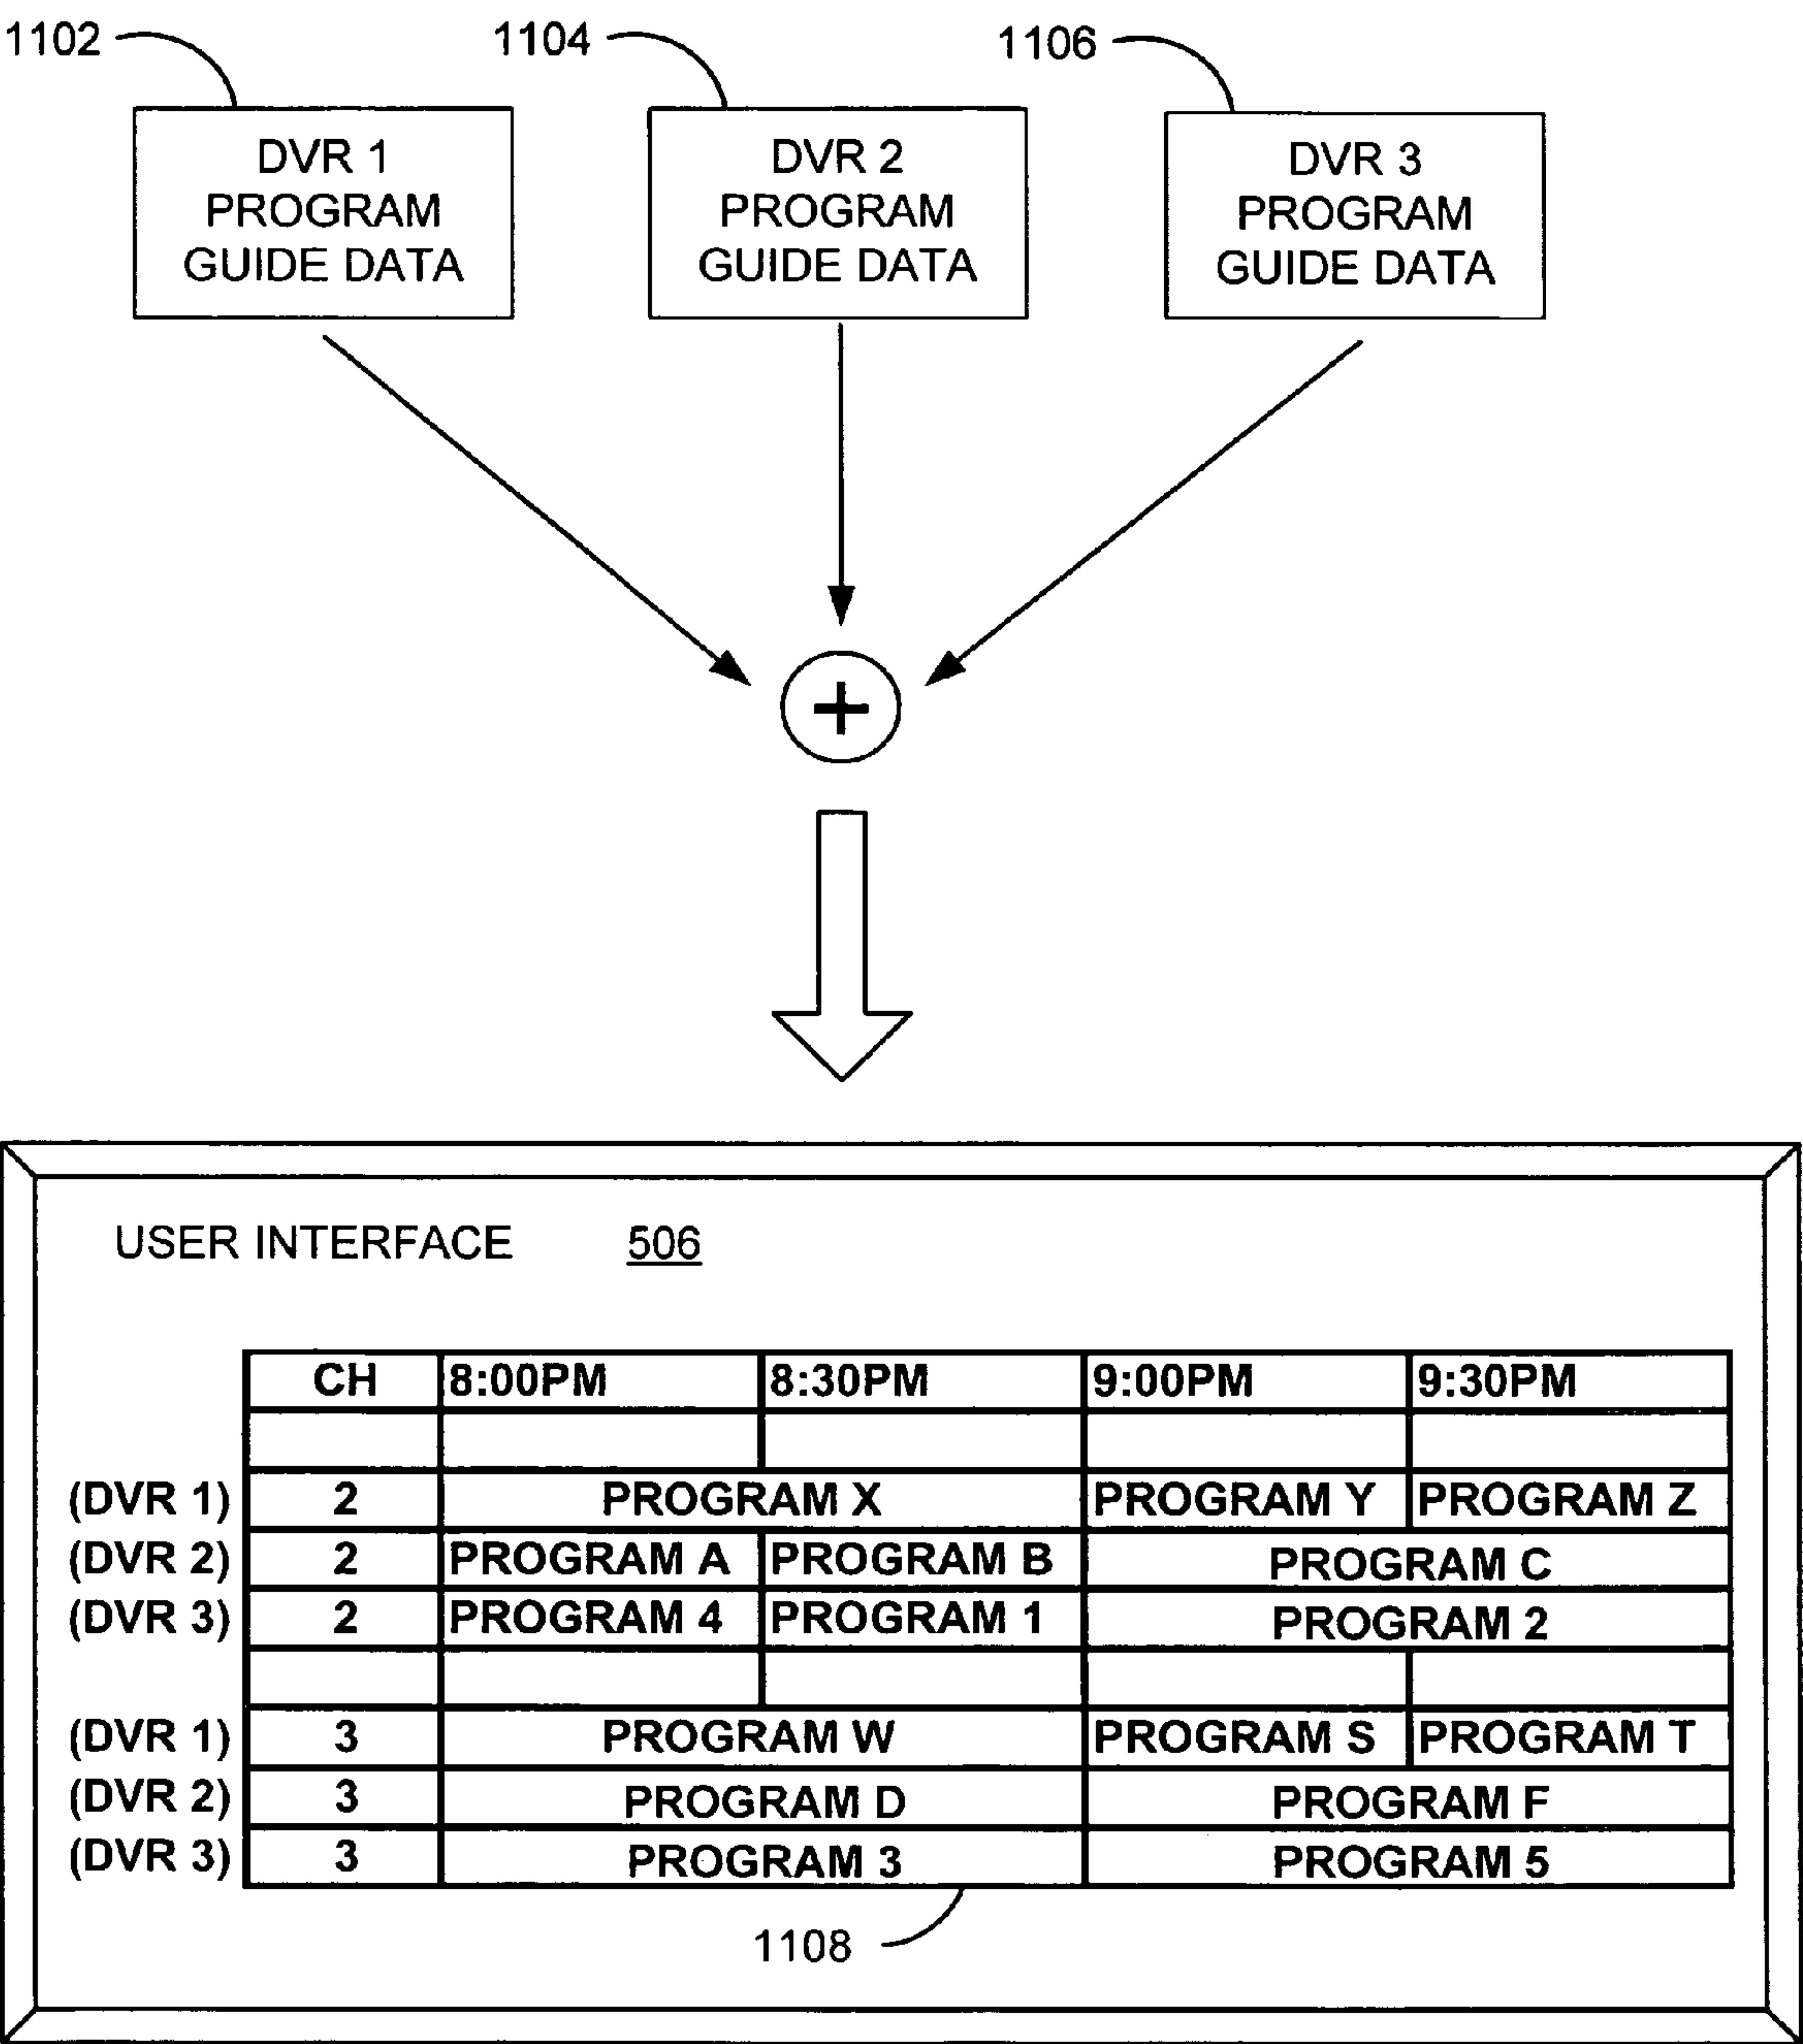 1102 1104 1106
DVR 1
PROGRAM
GUIDE DATA
DVR 2
PROGRAM
GUIDE DATA
DVR 3
PROGRAM
GUIDE DATA
+
USER INTERFACE 506
CH 8:00PM 8:30PM 9:00PM 9:30PM
(DVR 1) 2 PROGRAM X PROGRAM Y PROGRAM Z
(DVR 2) 2 PROGRAM A PROGRAM B PROGRAM C
(DVR 3) 2 PROGRAM 4 PROGRAM 1 PROGRAM 2
(DVR 1) 3 PROGRAM W PROGRAM S PROGRAM T
(DVR 2) 3 PROGRAM D PROGRAM F
(DVR 3) 3 PROGRAM 3 PROGRAM 5
1108